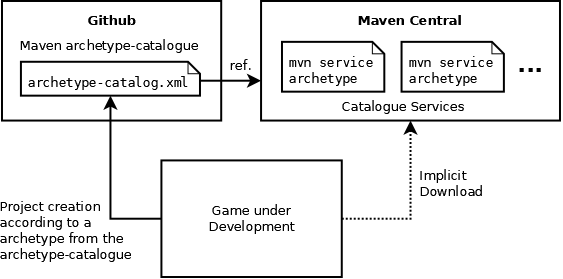 Github
Maven archetype-catalogue
archetype-catalog.xml
ref.
Maven Central
mvn service
archetype
mvn service
archetype
...
Catalogue Services
Project creation
according to a
archetype from the
archetype-catalogue
Game under
Development
Implicit
Download